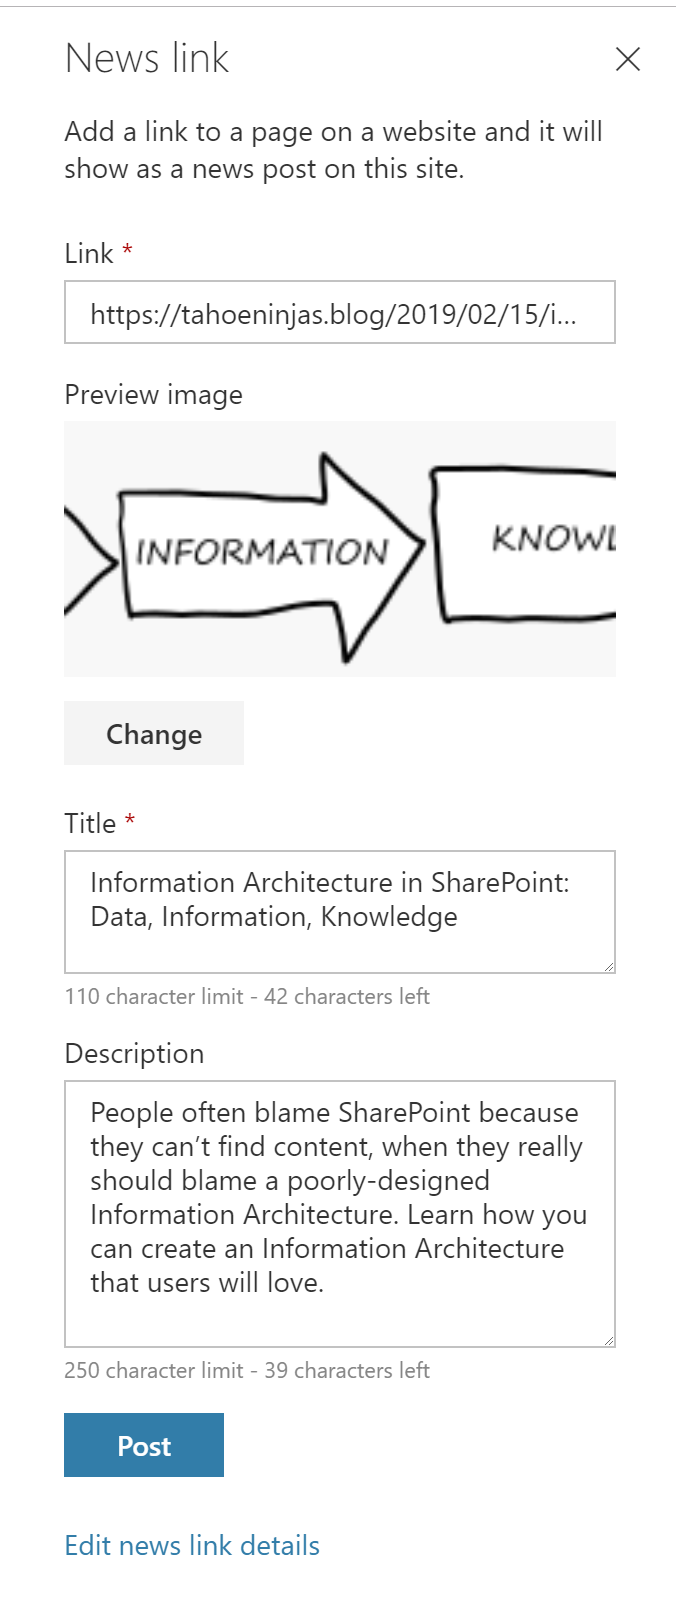 News link
Add a link to a page on a website and it will
show as a news post on this site.
Link *
https://tahoeninjas.blog/2019/02/15/i...
Preview image
INFORMATION
KNOWL
Change
Title *
Information Architecture in SharePoint:
Data, Information, Knowledge
110 character limit - 42 characters left
Description
People often blame SharePoint because
they can’t find content, when they really
should blame a poorly-designed
Information Architecture. Learn how you
can create an Information Architecture
that users will love.
250 character limit - 39 characters left
Post
Edit news link details